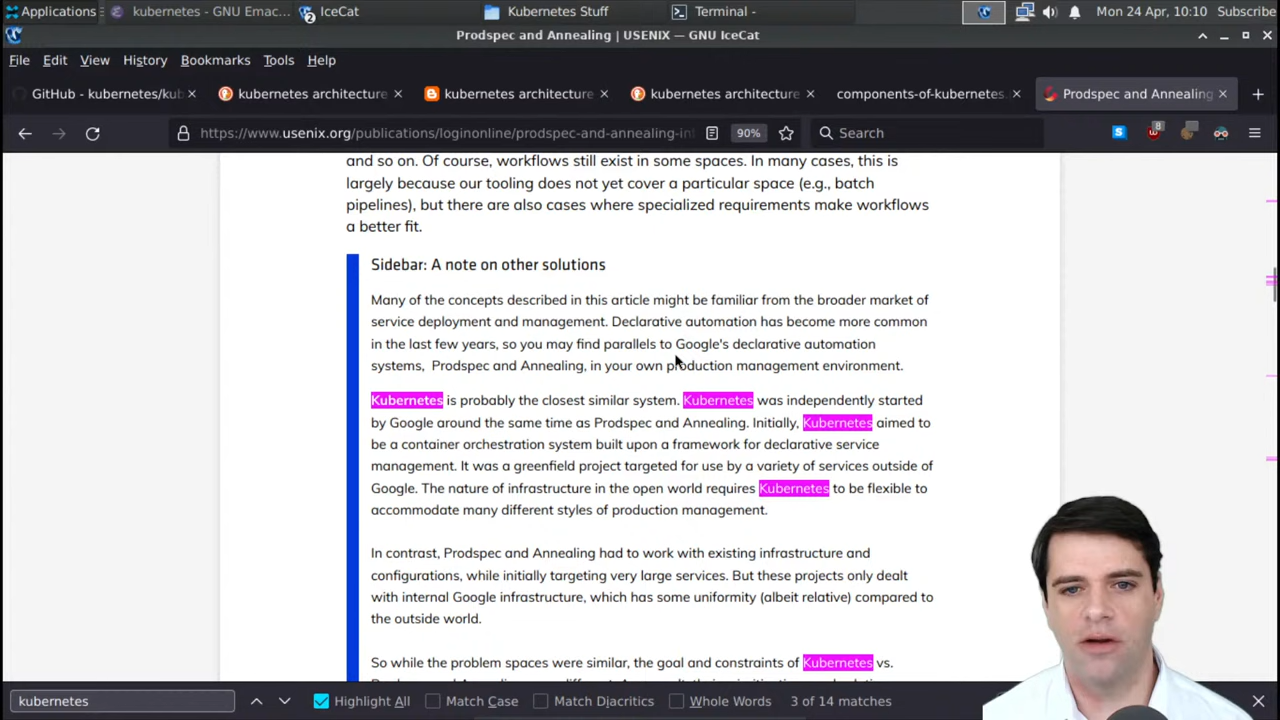 Applications
kubernetes - GNU Emac...
2
IceCat
Kubernetes Stuff
Terminal -
Mon 24 Apr, 10:10
Subscribe
Prodspec and Annealing | USENIX — GNU IceCat
File Edit View History Bookmarks Tools Help
GitHub - kubernetes/kub
kubernetes architecture
kubernetes architecture
kubernetes architecture
components-of-kubernetes.
Prodspec and Annealing
https://www.usenix.org/publications/loginonline/prodspec-and-annealing-in
90%
Search
S
8
and so on. Of course, workflows still exist in some spaces. In many cases, this is
largely because our tooling does not yet cover a particular space (e.g., batch
pipelines), but there are also cases where specialized requirements make workflows
a better fit.
Sidebar: A note on other solutions
Many of the concepts described in this article might be familiar from the broader market of
service deployment and management. Declarative automation has become more common
in the last few years, so you may find parallels to Google's declarative automation
systems, Prodspec and Annealing, in your own production management environment.
Kubernetes is probably the closest similar system. Kubernetes was independently started
by Google around the same time as Prodspec and Annealing. Initially, Kubernetes aimed to
be a container orchestration system built upon a framework for declarative service
management. It was a greenfield project targeted for use by a variety of services outside of
Google. The nature of infrastructure in the open world requires Kubernetes to be flexible to
accommodate many different styles of production management.
In contrast, Prodspec and Annealing had to work with existing infrastructure and
configurations, while initially targeting very large services. But these projects only dealt
with internal Google infrastructure, which has some uniformity (albeit relative) compared to
the outside world.
So while the problem spaces were similar, the goal and constraints of Kubernetes vs.
kubernetes
Highlight All
Match Case
Match Diacritics
Whole Words
3 of 14 matches